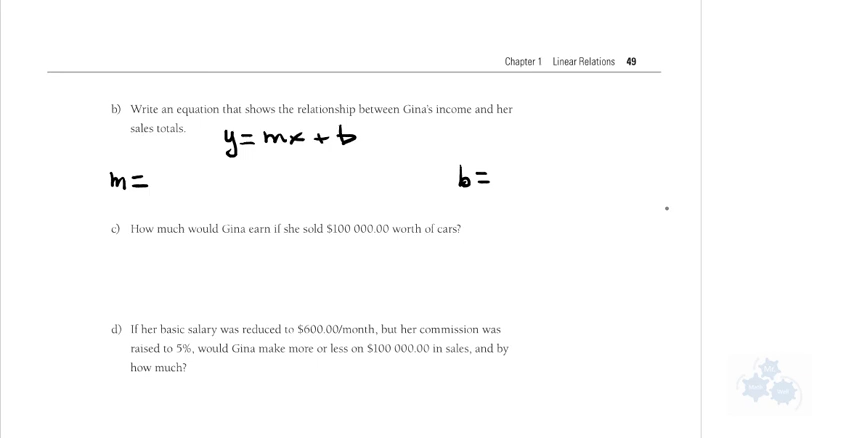 Chapter 1 Linear Relations 49
b) Write an equation that shows the relationship between Gina's income and her
sales totals.
y = mx + b
m =
b =
c) How much would Gina earn if she sold $100 000.00 worth of cars?
d) If her basic salary was reduced to $600.00/month, but her commission was
raised to 5%, would Gina make more or less on $100 000.00 in sales, and by
how much?